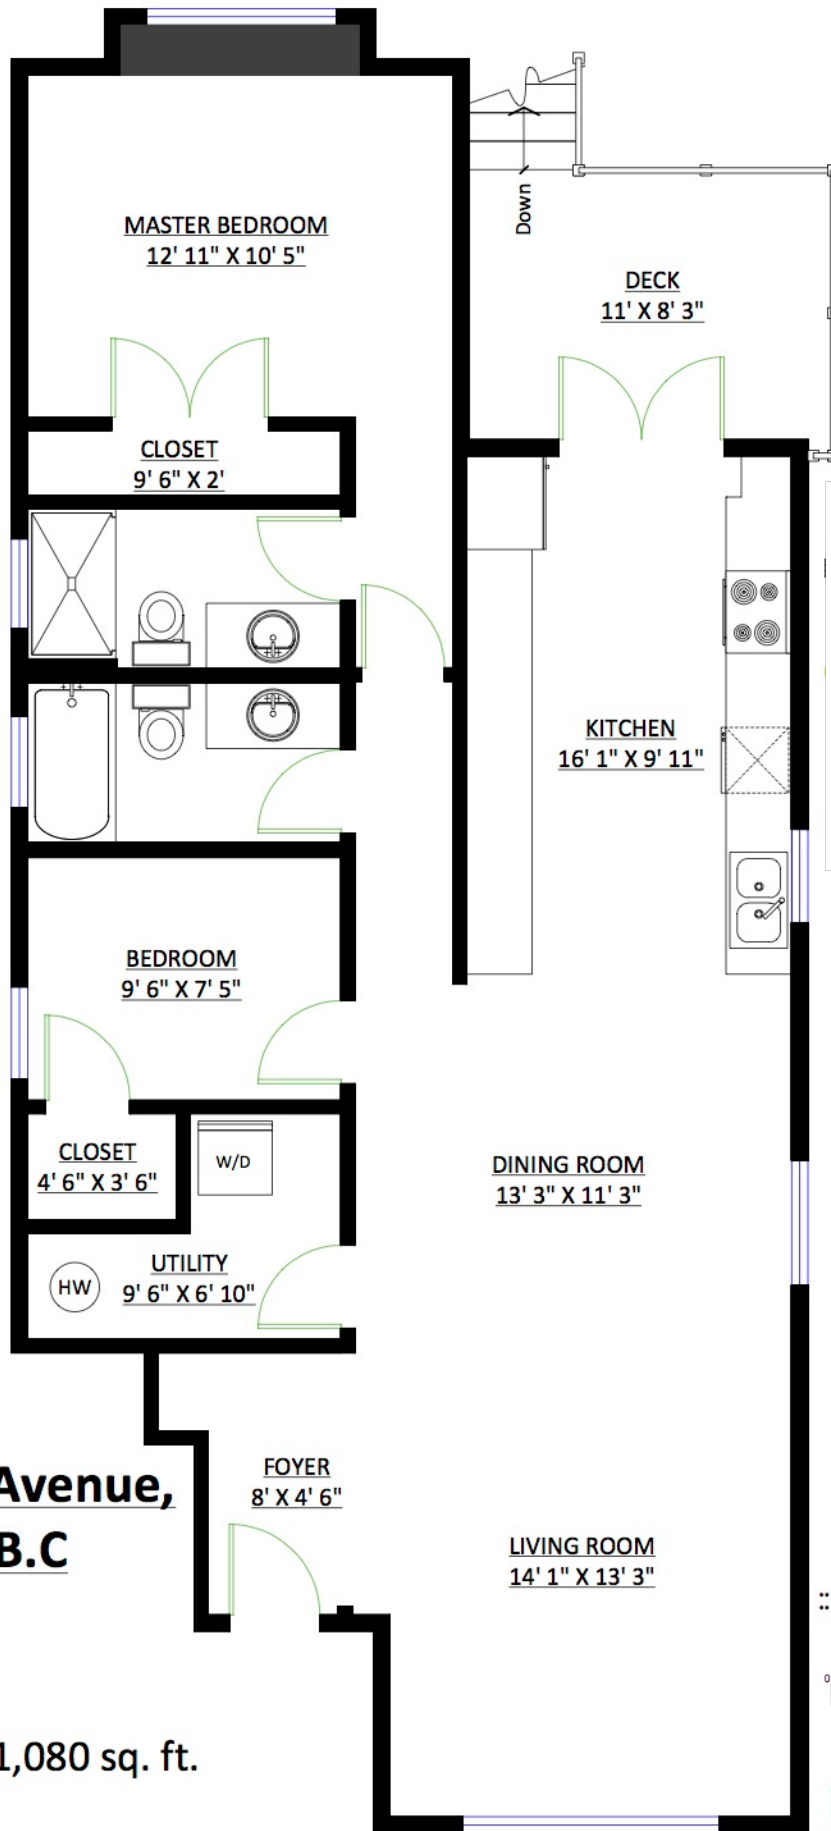 MASTER BEDROOM
12' 11" X 10' 5"
Down
DECK
11' X 8' 3"
CLOSET
9' 6" X 2'
KITCHEN
16' 1" X 9' 11"
BEDROOM
9' 6" X 7' 5"
CLOSET
4' 6" X 3' 6"
W/D
DINING ROOM
13' 3" X 11' 3"
HW
UTILITY
9' 6" X 6' 10"
FOYER
8' X 4' 6"
Avenue,
B.C
LIVING ROOM
14' 1" X 13' 3"
1,080 sq. ft.